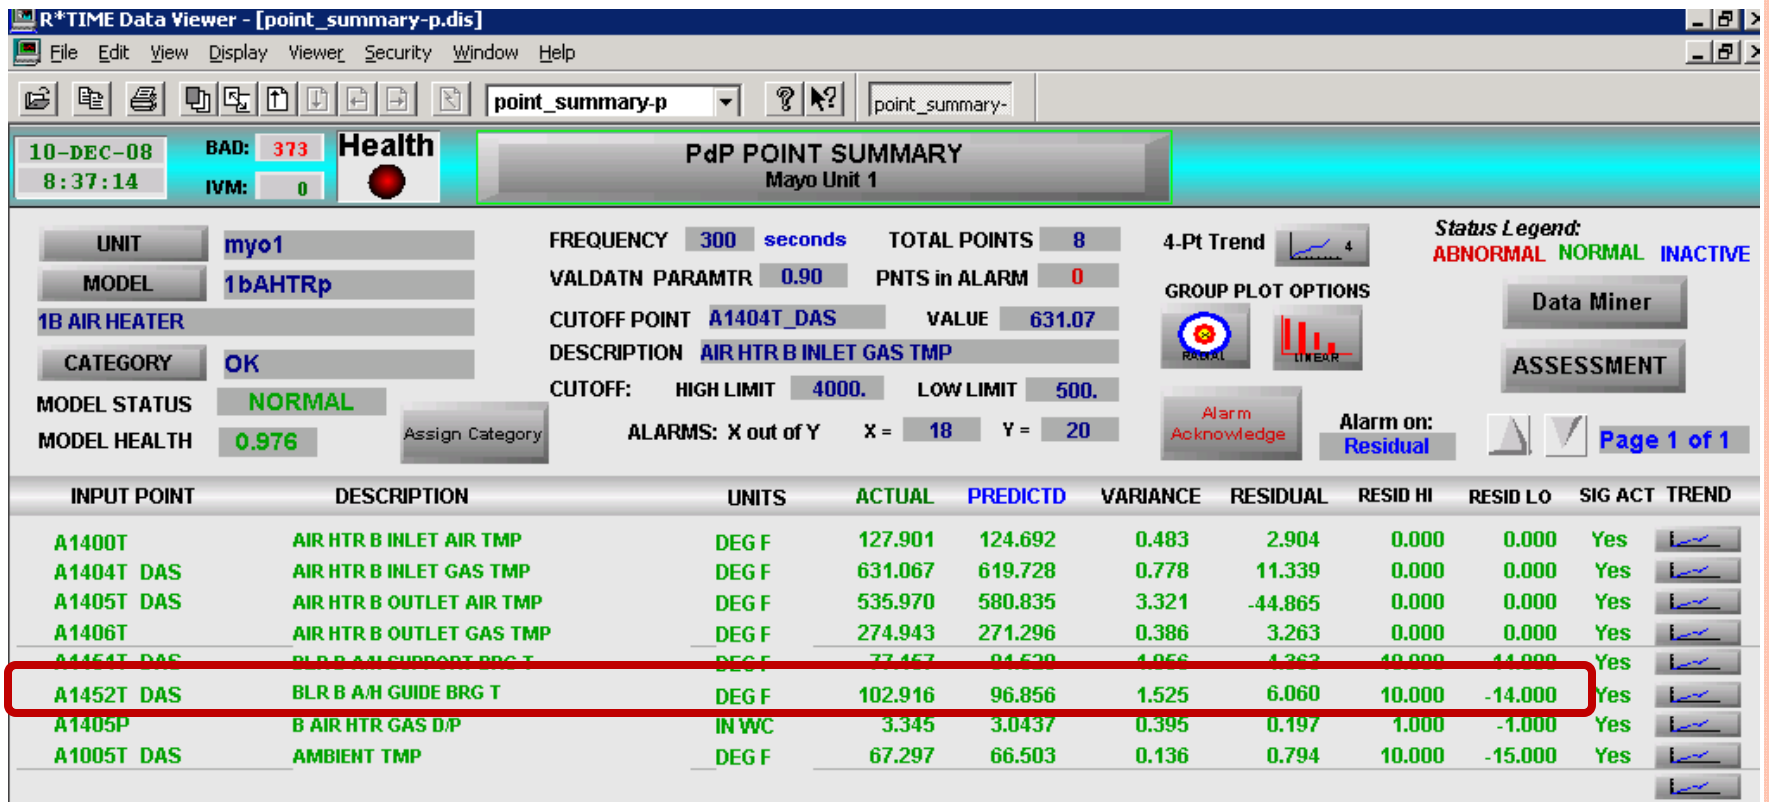 R*TIME Data Viewer - [point_summary-p.dis]
File Edit View Display Viewer Security Window Help
point_summary-p point_summary-
10-DEC-08 BAD: 373 Health PdP POINT SUMMARY
8:37:14 IVM: 0 Mayo Unit 1
UNIT myo1 FREQUENCY 300 seconds TOTAL POINTS 8 4-Pt Trend 4 Status Legend:
ABNORMAL NORMAL INACTIVE
MODEL 1bAHTRp VALDATN PARAMTR 0.90 PNTS in ALARM 0 GROUP PLOT OPTIONS Data Miner
1B AIR HEATER CUTOFF POINT A1404T_DAS VALUE 631.07
CATEGORY OK DESCRIPTION AIR HTR B INLET GAS TMP RADIAL LINEAR ASSESSMENT
MODEL STATUS NORMAL CUTOFF: HIGH LIMIT 4000. LOW LIMIT 500.
MODEL HEALTH 0.976 Assign Category ALARMS: X out of Y X = 18 Y = 20 Alarm Acknowledge Alarm on: Residual Page 1 of 1
INPUT POINT DESCRIPTION UNITS ACTUAL PREDICTD VARIANCE RESIDUAL RESID HI RESID LO SIG ACT TREND
A1400T AIR HTR B INLET AIR TMP DEG F 127.901 124.692 0.483 2.904 0.000 0.000 Yes
A1404T DAS AIR HTR B INLET GAS TMP DEG F 631.067 619.728 0.778 11.339 0.000 0.000 Yes
A1405T DAS AIR HTR B OUTLET AIR TMP DEG F 535.970 580.835 3.321 -44.865 0.000 0.000 Yes
A1406T AIR HTR B OUTLET GAS TMP DEG F 274.943 271.296 0.386 3.263 0.000 0.000 Yes
A1451T DAS BLR B A/H SUPPORT BRG T DEG F Yes
A1452T DAS BLR B A/H GUIDE BRG T DEG F 102.916 96.856 1.525 6.060 10.000 -14.000 Yes
A1405P B AIR HTR GAS D/P IN WC 3.345 3.0437 0.395 0.197 1.000 -1.000 Yes
A1005T DAS AMBIENT TMP DEG F 67.297 66.503 0.136 0.794 10.000 -15.000 Yes